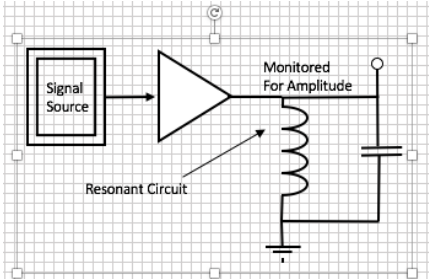 Monitored
For Amplitude
Signal
Source
Resonant Circuit